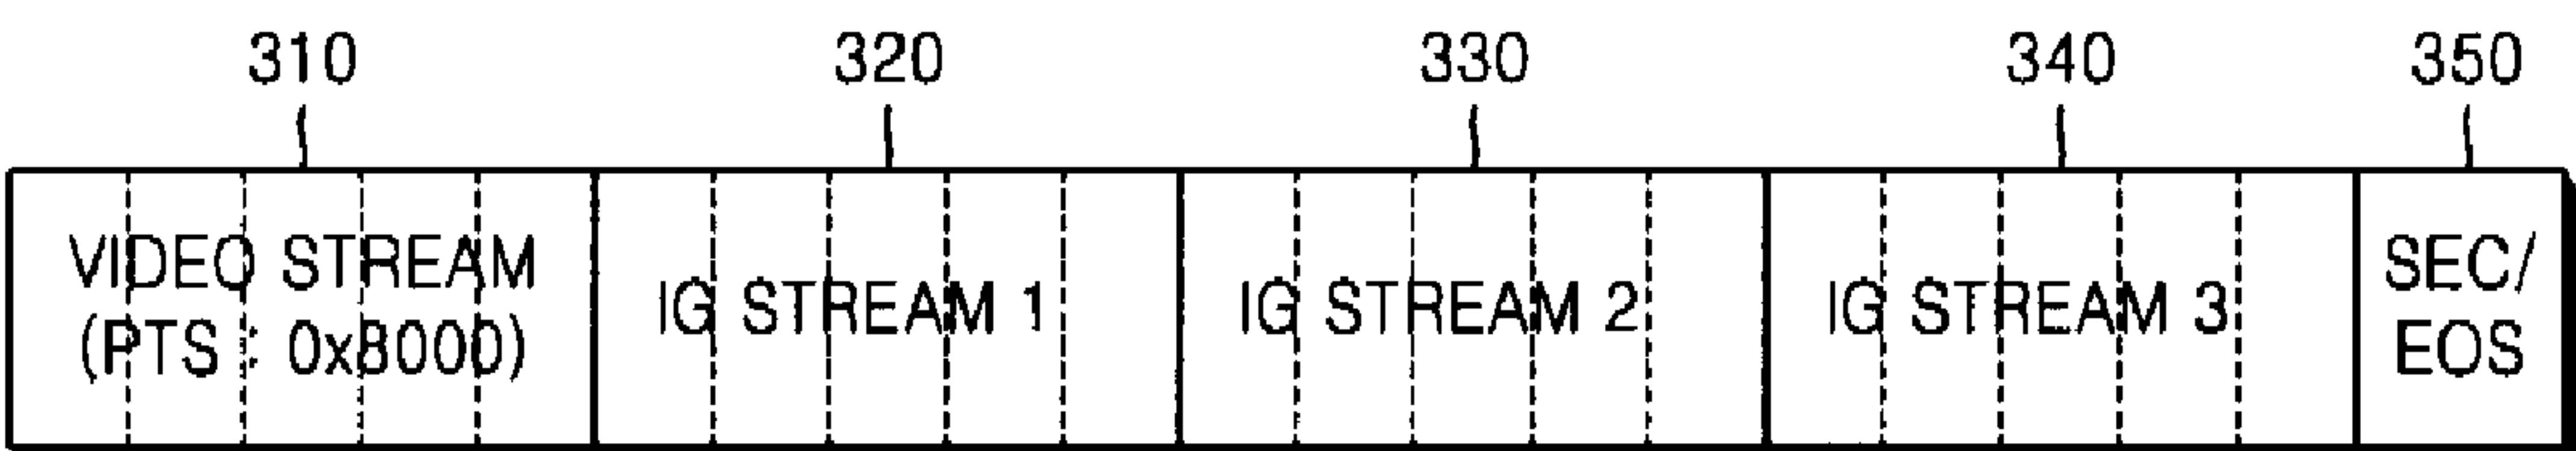 310
320
330
340
350
VIDEO STREAM
(PTS : 0x8000)
IG STREAM 1
IG STREAM 2
IG STREAM 3
SEC/
EOS